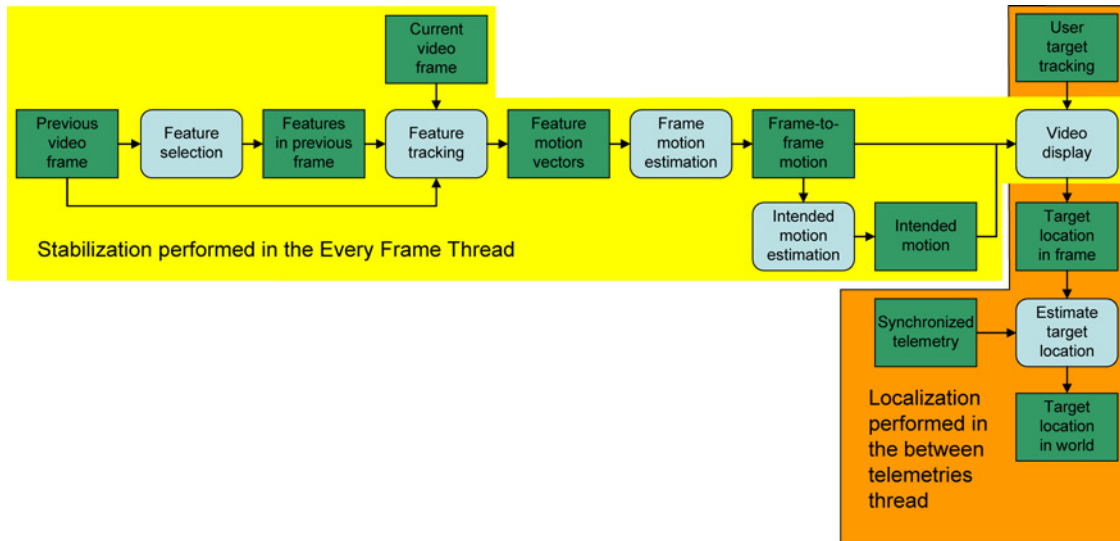 Current
video
frame
User
target
tracking
Previous
video
frame
Feature
selection
Features
in previous
frame
Feature
tracking
Feature
motion
vectors
Frame
motion
estimation
Frame-to-
frame
motion
Video
display
Intended
motion
estimation
Intended
motion
Target
location
in frame
Stabilization performed in the Every Frame Thread
Synchronized
telemetry
Estimate
target
location
Localization
performed in
the between
telemetries
thread
Target
location
in world